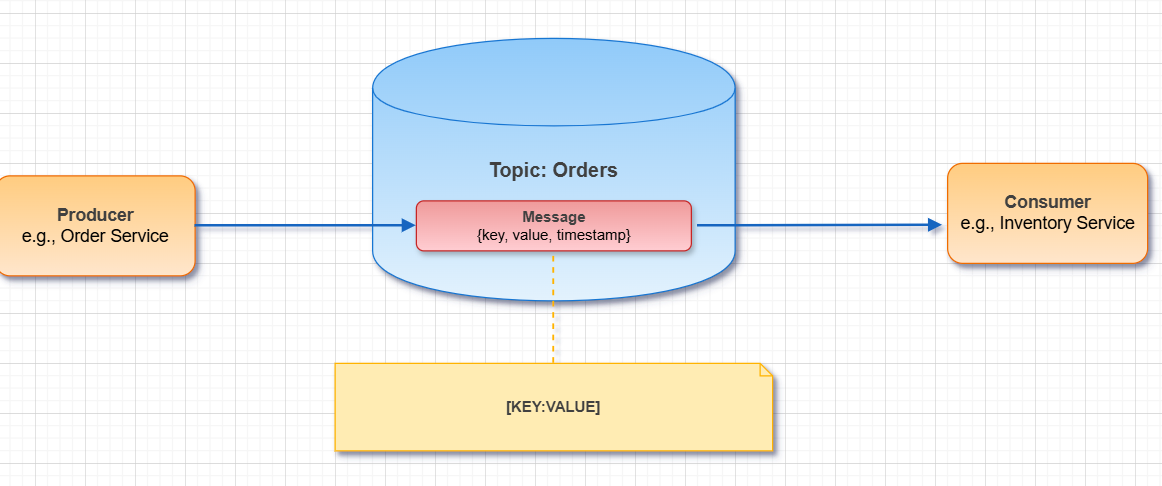 Topic: Orders
Producer
e.g., Order Service
Message
{key, value, timestamp}
Consumer
e.g., Inventory Service
[KEY:VALUE]